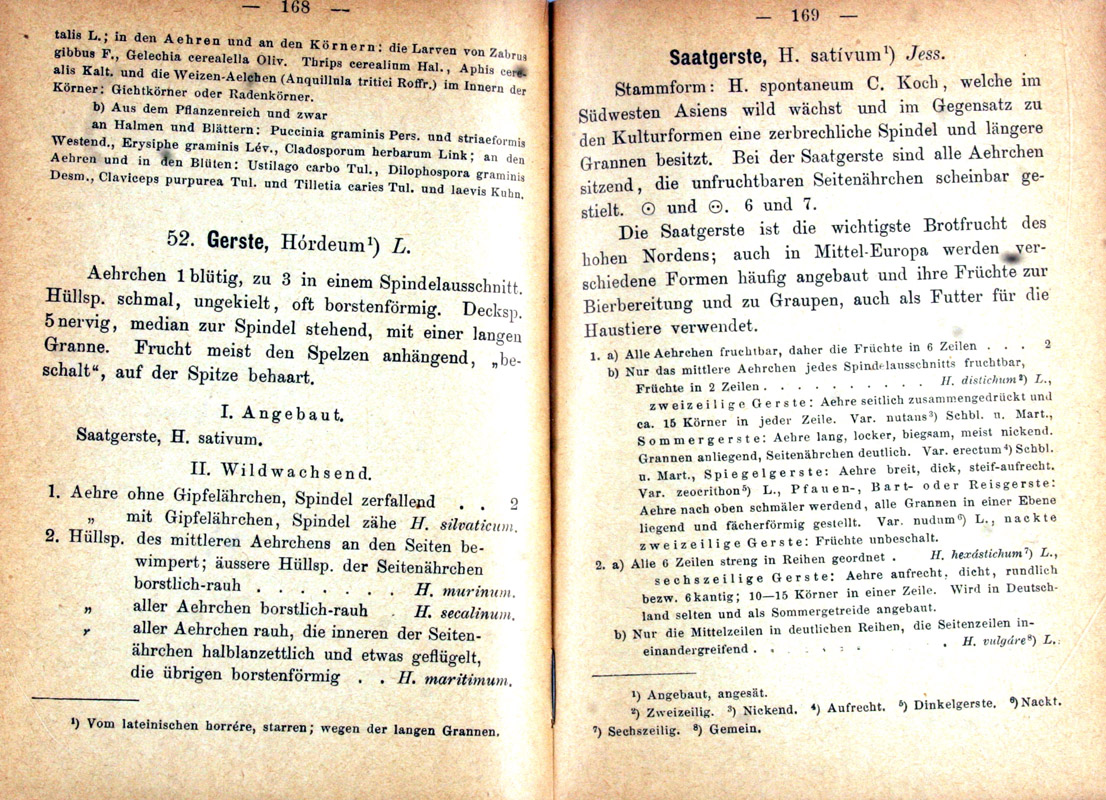 — 168 —
talis L.; in den Aehren und an den Körnern: die Larven von Zabrus
gibbus F., Gelechia cerealella Oliv. Thrips cerealium Hal., Aphis cere-
alis Kalt. und die Weizen-Aelchen (Anquillula tritici Roffr.) im Innern der
Körner: Gichtkörner oder Radenkörner.
b) Aus dem Pflanzenreich und zwar
an Halmen und Blättern: Puccinia graminis Pers. und striaeformis
Westend., Erysiphe graminis Lév., Cladosporum herbarum Link; an den
Aehren und in den Blüten: Ustilago carbo Tul., Dilophospora graminis
Desm., Claviceps purpurea Tul. und Tilletia caries Tul. und laevis Kuhn.
52. Gerste, Hórdeum¹) L.
Aehrchen 1 blütig, zu 3 in einem Spindelausschnitt.
Hüllsp. schmal, ungekielt, oft borstenförmig. Decksp.
5 nervig, median zur Spindel stehend, mit einer langen
Granne. Frucht meist den Spelzen anhängend, „be-
schalt“, auf der Spitze behaart.
I. Angebaut.
Saatgerste, H. sativum.
II. Wildwachsend.
1. Aehre ohne Gipfelährchen, Spindel zerfallend . . 2
„ mit Gipfelährchen, Spindel zähe H. silvaticum.
2. Hüllsp. des mittleren Aehrchens an den Seiten be-
wimpert; äussere Hüllsp. der Seitenährchen
borstlich-rauh . . . . . . . H. murinum.
„ aller Aehrchen borstlich-rauh . H. secalinum.
„ aller Aehrchen rauh, die inneren der Seiten-
ährchen halblanzettlich und etwas geflügelt,
die übrigen borstenförmig . . H. maritimum.
¹) Vom lateinischen horrére, starren; wegen der langen Grannen.
— 169 —
Saatgerste, H. satívum¹) Jess.
Stammform: H. spontaneum C. Koch, welche im
Südwesten Asiens wild wächst und im Gegensatz zu
den Kulturformen eine zerbrechliche Spindel und längere
Grannen besitzt. Bei der Saatgerste sind alle Aehrchen
sitzend, die unfruchtbaren Seitenährchen scheinbar ge-
stielt. ⊙ und ⊙. 6 und 7.
Die Saatgerste ist die wichtigste Brotfrucht des
hohen Nordens; auch in Mittel-Europa werden ver-
schiedene Formen häufig angebaut und ihre Früchte zur
Bierbereitung und zu Graupen, auch als Futter für die
Haustiere verwendet.
1. a) Alle Aehrchen fruchtbar, daher die Früchte in 6 Zeilen . . . 2
b) Nur das mittlere Aehrchen jedes Spindelausschnitts fruchtbar,
Früchte in 2 Zeilen . . . . . . . . . . H. distichum²) L.,
zweizeilige Gerste: Aehre seitlich zusammengedrückt und
ca. 15 Körner in jeder Zeile. Var. nutans³) Schbl. u. Mart.,
Sommergerste: Aehre lang, locker, biegsam, meist nickend.
Grannen anliegend, Seitenährchen deutlich. Var. erectum⁴) Schbl.
u. Mart., Spiegelgerste: Aehre breit, dick, steif-aufrecht.
Var. zeocrithon⁵) L., Pfauen-, Bart- oder Reisgerste:
Aehre nach oben schmäler werdend, alle Grannen in einer Ebene
liegend und fächerförmig gestellt. Var. nudum⁶) L., nackte
zweizeilige Gerste: Früchte unbeschalt.
2. a) Alle 6 Zeilen streng in Reihen geordnet . H. hexástichum⁷) L.,
sechszeilige Gerste: Aehre aufrecht, dicht, rundlich
bezw. 6kantig; 10—15 Körner in einer Zeile. Wird in Deutsch-
land selten und als Sommergetreide angebaut.
b) Nur die Mittelzeilen in deutlichen Reihen, die Seitenzeilen in-
einandergreifend . . . . . . . H. vulgáre⁸) L.
¹) Angebaut, angesät.
²) Zweizeilig. ³) Nickend. ⁴) Aufrecht. ⁵) Dinkelgerste. ⁶) Nackt.
⁷) Sechszeilig. ⁸) Gemein.